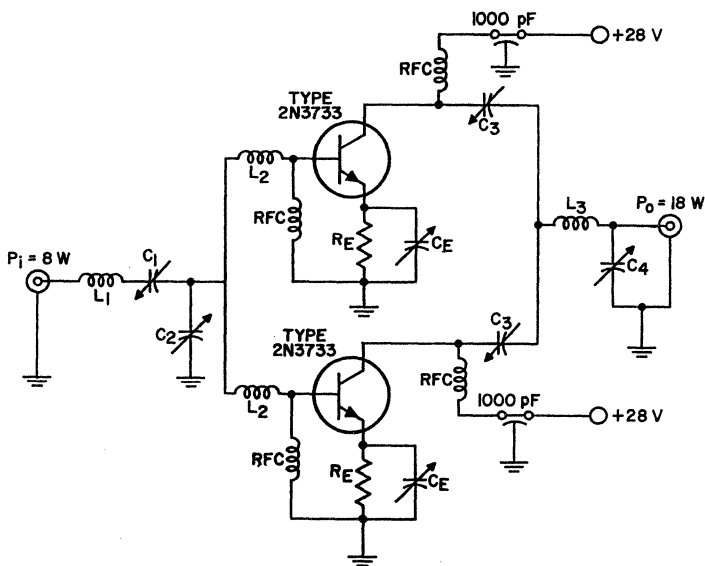 1000 pF
+28 V
RFC
TYPE
2N3733
C3
L2
RFC
RE
CE
L3
Po = 18 W
Pi = 8 W
C1
L1
C2
C4
TYPE
2N3733
C3
RFC
1000 pF
+28 V
L2
RFC
RE
CE